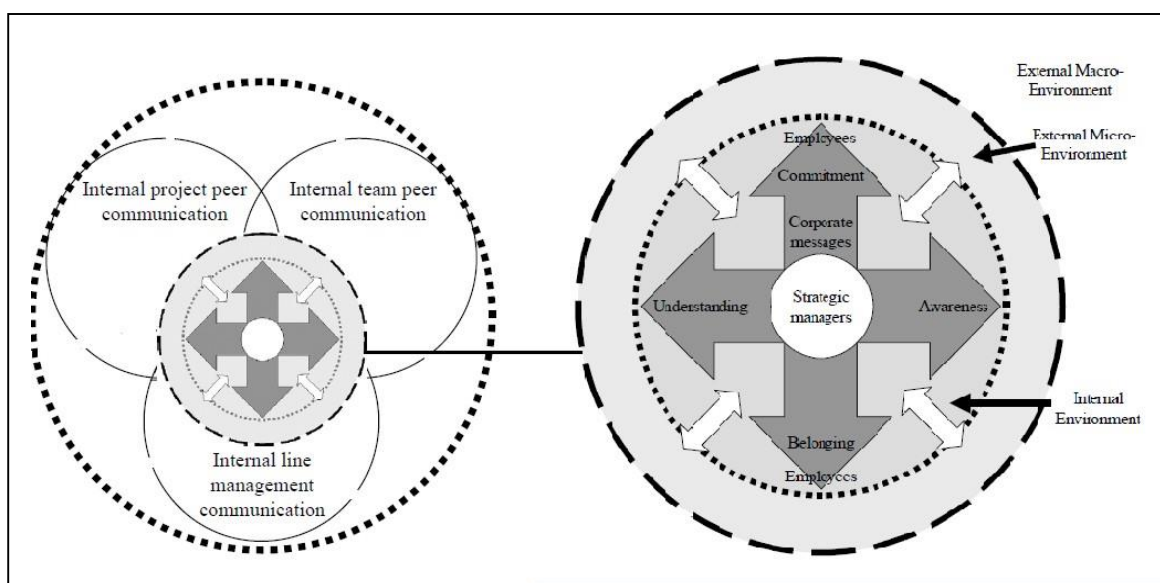 Internal project peer
communication
Internal team peer
communication
Internal line
management
communication
External Macro-
Environment
External Micro-
Environment
Employees
Commitment
Corporate
messages
Understanding
Strategic
managers
Awareness
Internal
Environment
Belonging
Employees